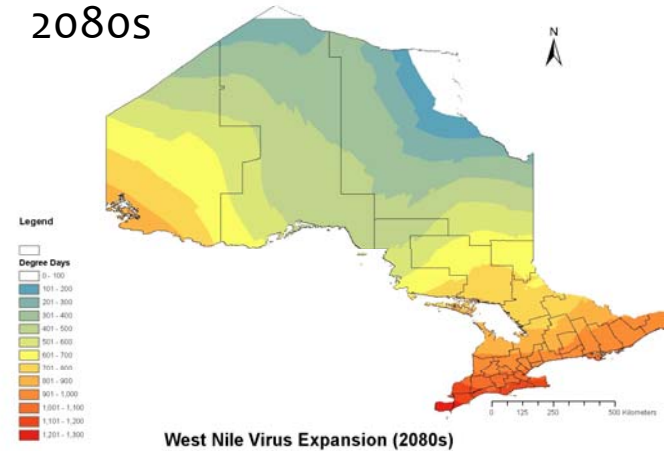 2080s
N
Legend
Degree Days
0 - 100
101 - 200
201 - 300
301 - 400
401 - 500
501 - 600
601 - 700
701 - 800
801 - 900
901 - 1,000
1,001 - 1,100
1,101 - 1,200
1,201 - 1,300
0 125 250 500 Kilometers
West Nile Virus Expansion (2080s)